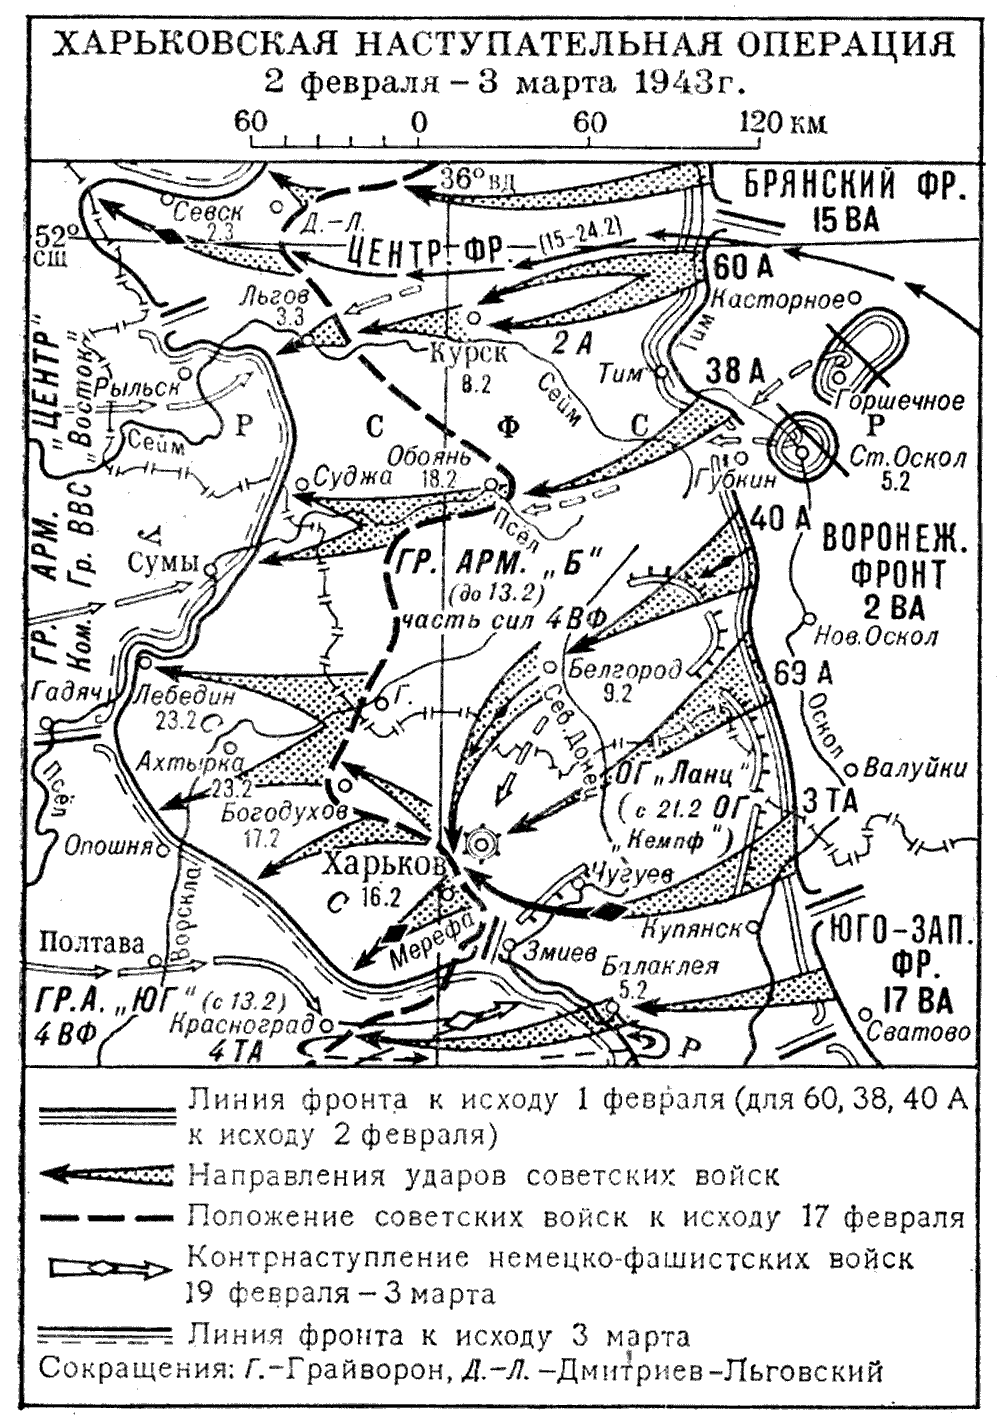 ХАРЬКОВСКАЯ НАСТУПАТЕЛЬНАЯ ОПЕРАЦИЯ
2 февраля – 3 марта 1943г.
60 0 60 120 км
36° вд
БРЯНСКИЙ ФР.
15 ВА
Севск
2.3
Д.-Л.
52°
сш
ЦЕНТР. ФР.
(15-24.2)
60 А
Касторное
Льгов
3.3
Курск
8.2
2 А
Тим
Тим
38 А
Горшечное
ГР. АРМ. „ЦЕНТР"
Ком. Гр. ВВС „Восток"
Рыльск
Сейм
Сейм
Р С Ф С Р
Обоянь
18.2
Суджа
Губкин
Ст. Оскол
5.2
Псёл
40 А
ВОРОНЕЖ.
ФРОНТ
2 ВА
Сумы
ГР. АРМ. „Б"
(до 13.2)
часть сил 4ВФ
Нов. Оскол
Белгород
9.2
69 А
Оскол
Гадяч
Лебедин
23.2
Г.
Сев. Донец
Псёл
Ахтырка
23.2
Богодухов
17.2
ОГ „Ланц"
(с 21.2 ОГ
„Кемпф")
Валуйки
3 ТА
Опошня
Харьков
16.2
У С С Р
Чугуев
Ворскла
Мерефа
Купянск
Змиев
Полтава
Балаклея
5.2
ЮГО-ЗАП.
ФР.
17 ВА
ГР.А. „ЮГ" (с 13.2)
4 ВФ
Красноград
4 ТА
Сватово
Линия фронта к исходу 1 февраля (для 60, 38, 40 А
к исходу 2 февраля)
Направления ударов советских войск
Положение советских войск к исходу 17 февраля
Контрнаступление немецко-фашистских войск
19 февраля – 3 марта
Линия фронта к исходу 3 марта
Сокращения: Г.-Грайворон, Д.-Л. -Дмитриев-Льговский